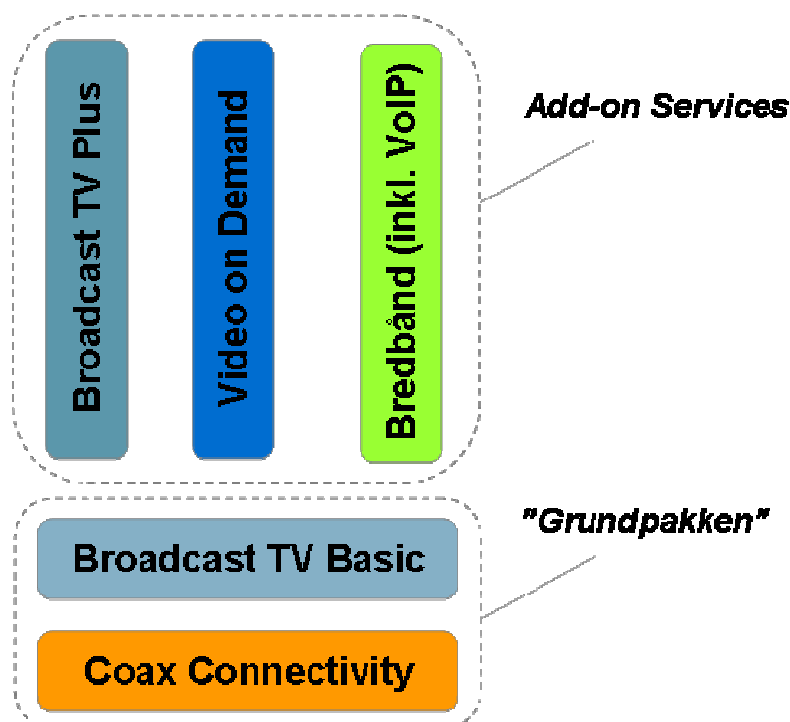 Broadcast TV Plus
Video on Demand
Bredbånd (inkl. VoIP)
Add-on Services
"Grundpakken"
Broadcast TV Basic
Coax Connectivity